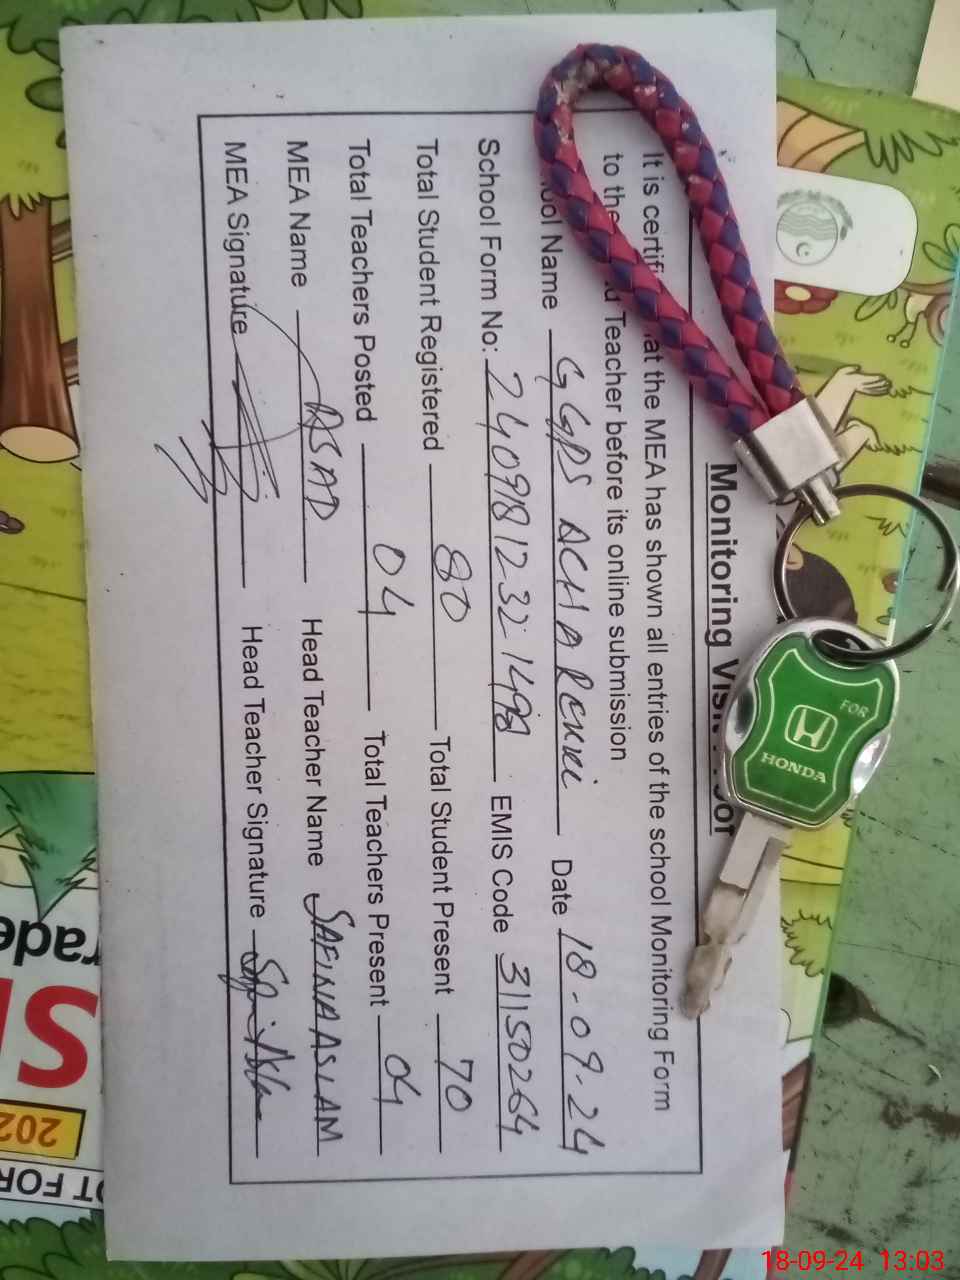 Monitoring
It is certifi at the MEA has shown all entries of the school Monitoring Form
to the d Teacher before its online submission
ool Name GGPS ACHA REKKI Date 18-09-24
School Form No: 2409812321498 EMIS Code 31150264
Total Student Registered 80 Total Student Present 70
Total Teachers Posted 04 Total Teachers Present 04
MEA Name ASAD Head Teacher Name SAFINA ASLAM
MEA Signature Head Teacher Signature
FOR
HONDA
18-09-24 13:03